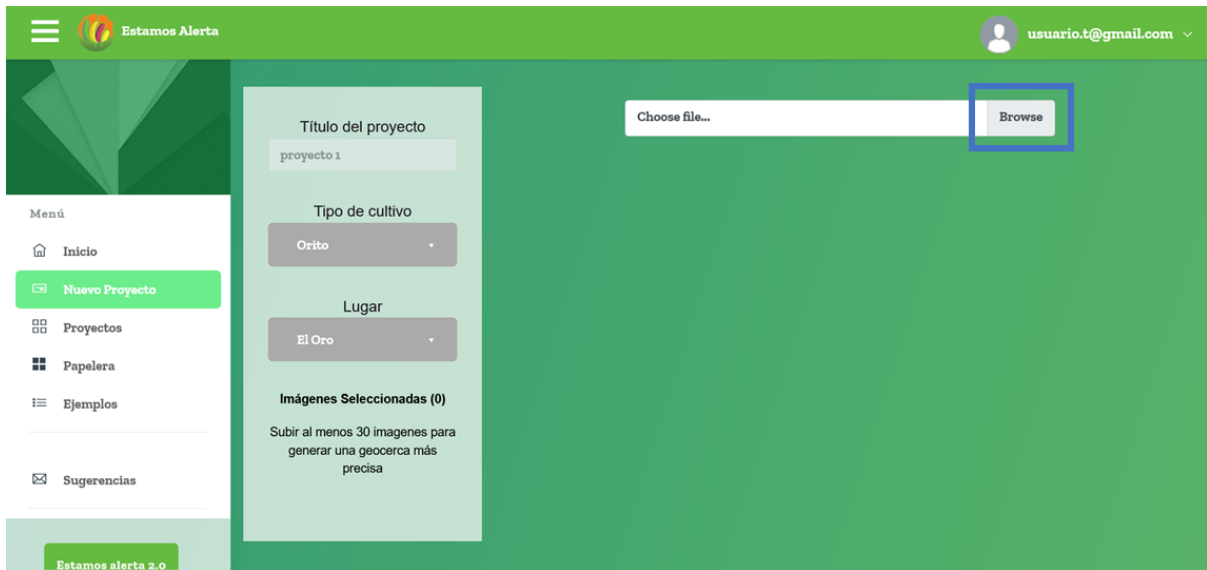 Estamos Alerta
usuario.t@gmail.com
Menú
Inicio
Nuevo Proyecto
Proyectos
Papelera
Ejemplos
Sugerencias
Estamos alerta 2.0
Título del proyecto
proyecto 1
Tipo de cultivo
Orito
Lugar
El Oro
Imágenes Seleccionadas (0)
Subir al menos 30 imagenes para
generar una geocerca más
precisa
Choose file...
Browse